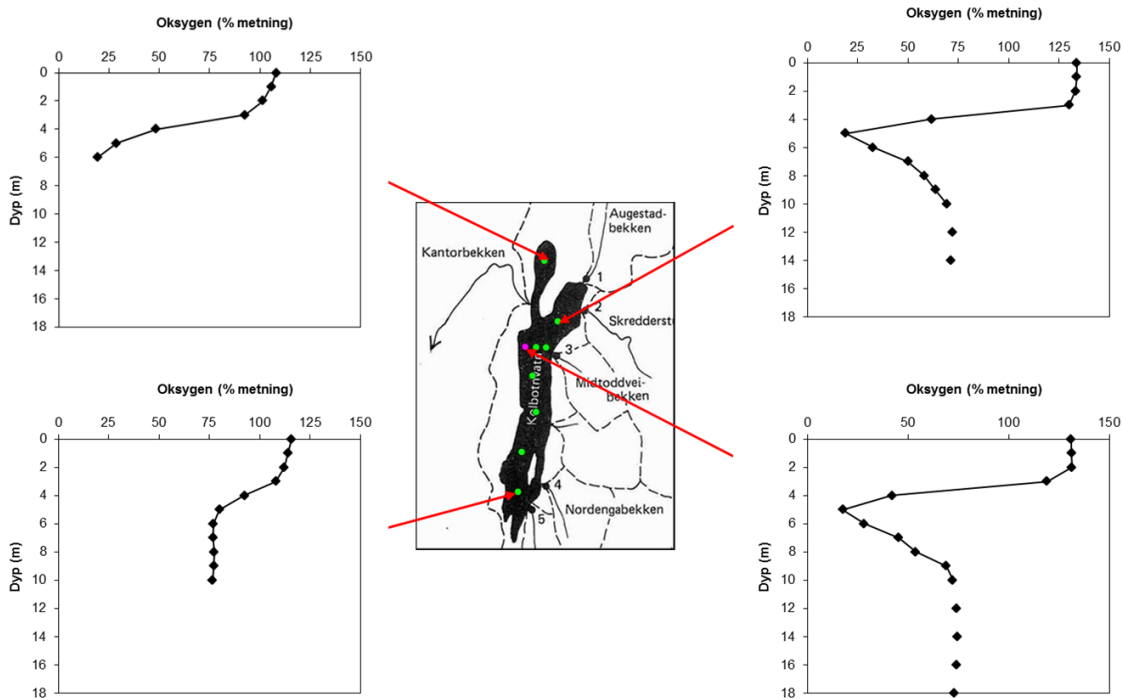 Oksygen (% metning)
0 25 50 75 100 125 150
0
2
4
6
8
10
12
14
16
18
Dyp (m)
Oksygen (% metning)
0 25 50 75 100 125 150
0
2
4
6
8
10
12
14
16
18
Dyp (m)
Augestad-
bekken
Kantorbekken
1
2
Skredderst
3
Midtoddvei-
bekken
Kolbotnvatn
4
Nordengabekken
5
Oksygen (% metning)
0 25 50 75 100 125 150
0
2
4
6
8
10
12
14
16
18
Dyp (m)
Oksygen (% metning)
0 50 100 150
0
2
4
6
8
10
12
14
16
18
Dyp (m)